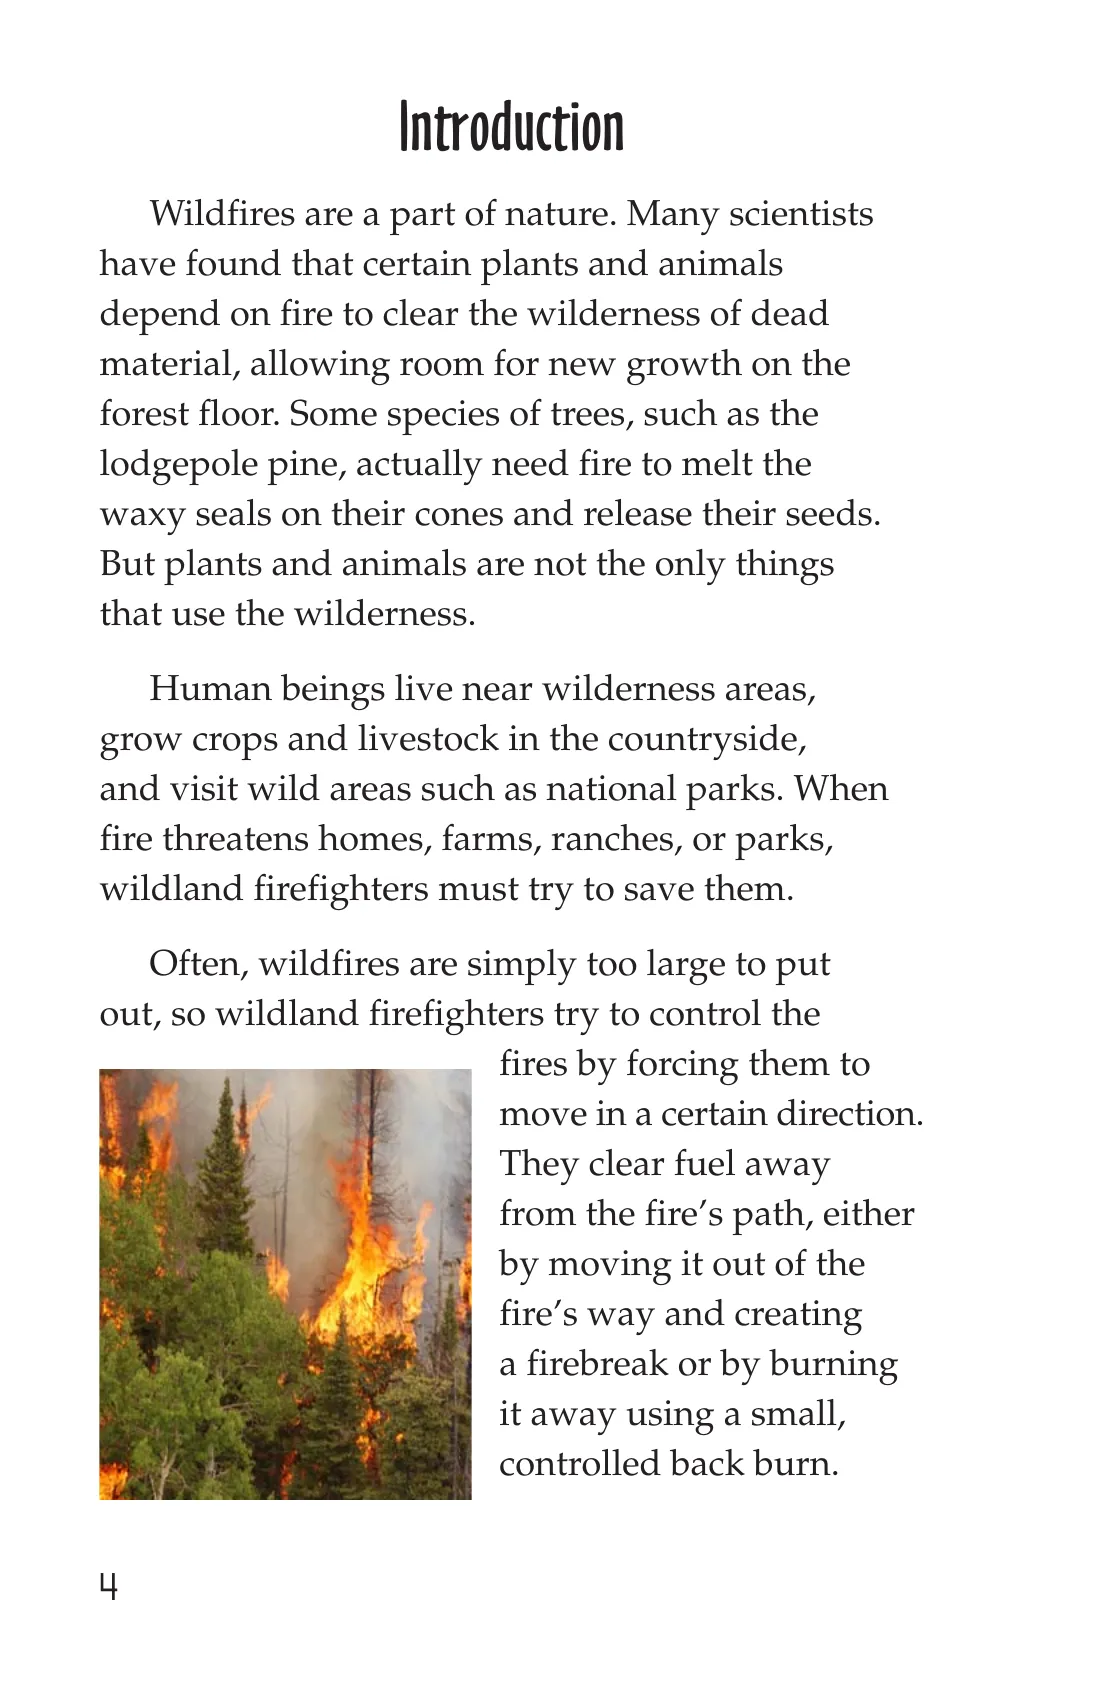 Introduction
Wildfires are a part of nature. Many scientists
have found that certain plants and animals
depend on fire to clear the wilderness of dead
material, allowing room for new growth on the
forest floor. Some species of trees, such as the
lodgepole pine, actually need fire to melt the
waxy seals on their cones and release their seeds.
But plants and animals are not the only things
that use the wilderness.
Human beings live near wilderness areas,
grow crops and livestock in the countryside,
and visit wild areas such as national parks. When
fire threatens homes, farms, ranches, or parks,
wildland firefighters must try to save them.
Often, wildfires are simply too large to put
out, so wildland firefighters try to control the
fires by forcing them to
move in a certain direction.
They clear fuel away
from the fire’s path, either
by moving it out of the
fire’s way and creating
a firebreak or by burning
it away using a small,
controlled back burn.
4